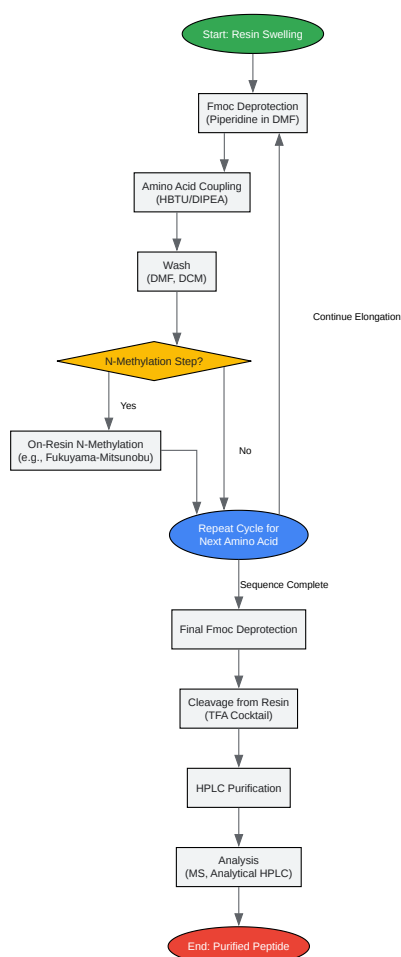 Start: Resin Swelling
Fmoc Deprotection
(Piperidine in DMF)
Amino Acid Coupling
(HBTU/DIPEA)
Wash
(DMF, DCM)
Continue Elongation
N-Methylation Step?
Yes
On-Resin N-Methylation
(e.g., Fukuyama-Mitsunobu)
No
Repeat Cycle for
Next Amino Acid
Sequence Complete
Final Fmoc Deprotection
Cleavage from Resin
(TFA Cocktail)
HPLC Purification
Analysis
(MS, Analytical HPLC)
End: Purified Peptide